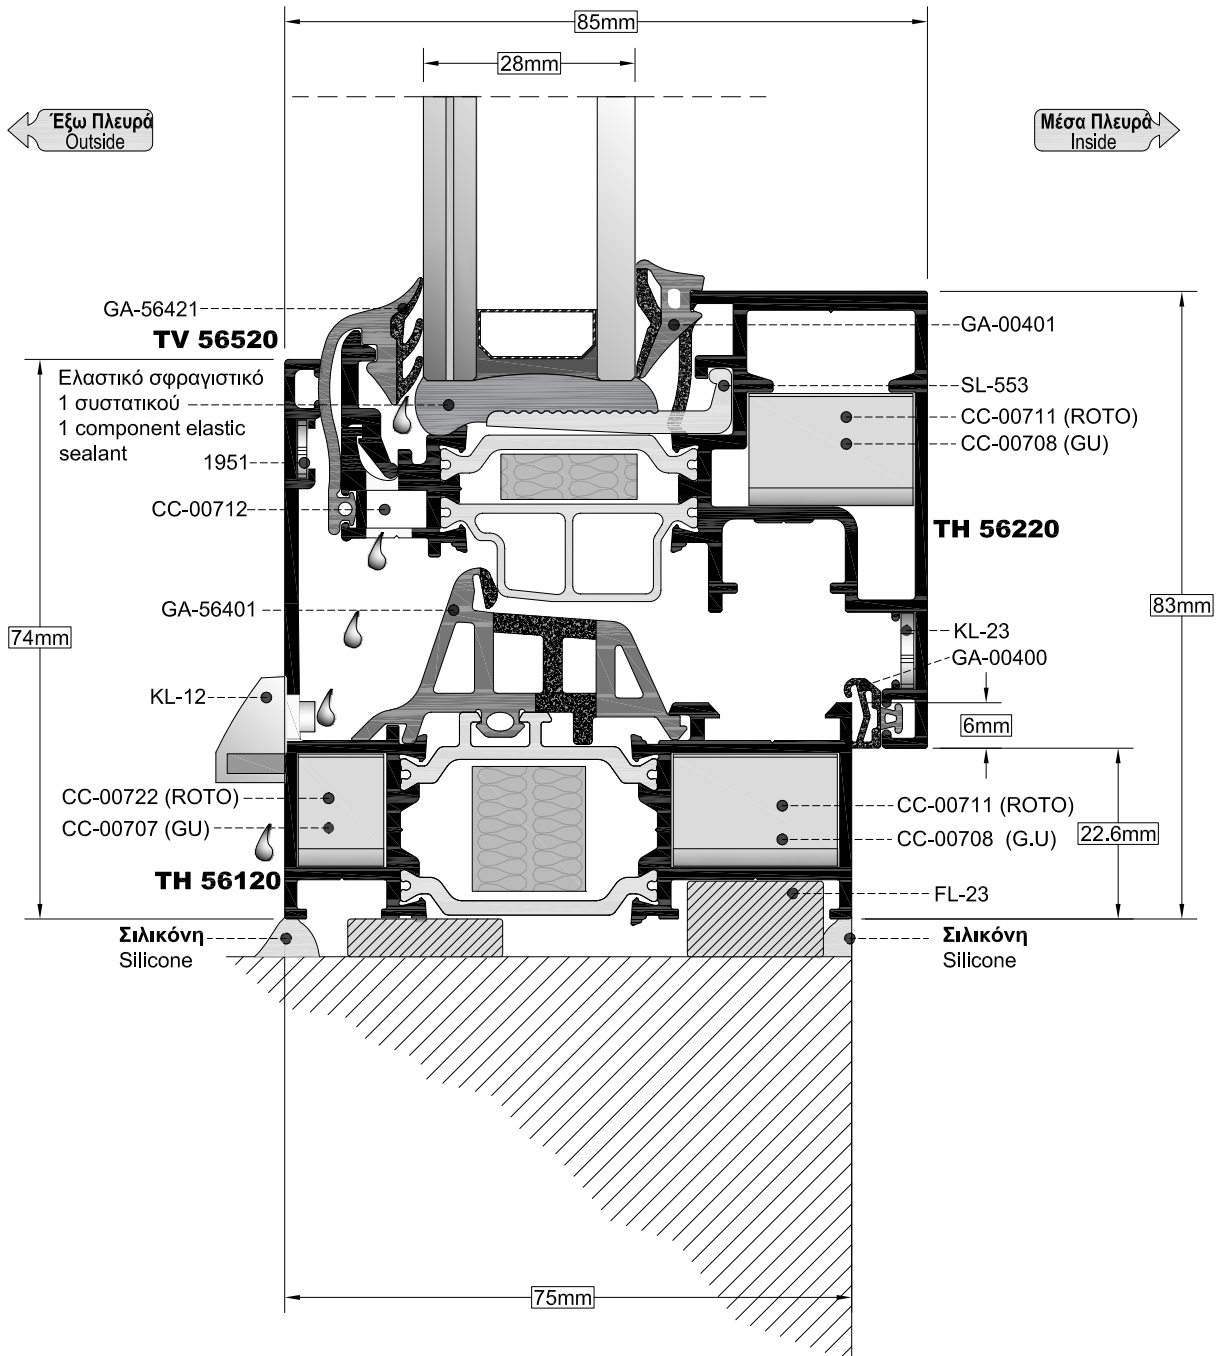 85mm
28mm
Έξω Πλευρά
Outside
Μέσα Πλευρά
Inside
GA-56421
TV 56520
Ελαστικό σφραγιστικό
1 συστατικού
1 component elastic
sealant
1951
CC-00712
GA-56401
74mm
KL-12
CC-00722 (ROTO)
CC-00707 (GU)
TH 56120
Σιλικόνη
Silicone
GA-00401
SL-553
CC-00711 (ROTO)
CC-00708 (GU)
TH 56220
83mm
KL-23
GA-00400
6mm
CC-00711 (ROTO)
CC-00708 (G.U)
22.6mm
FL-23
Σιλικόνη
Silicone
75mm